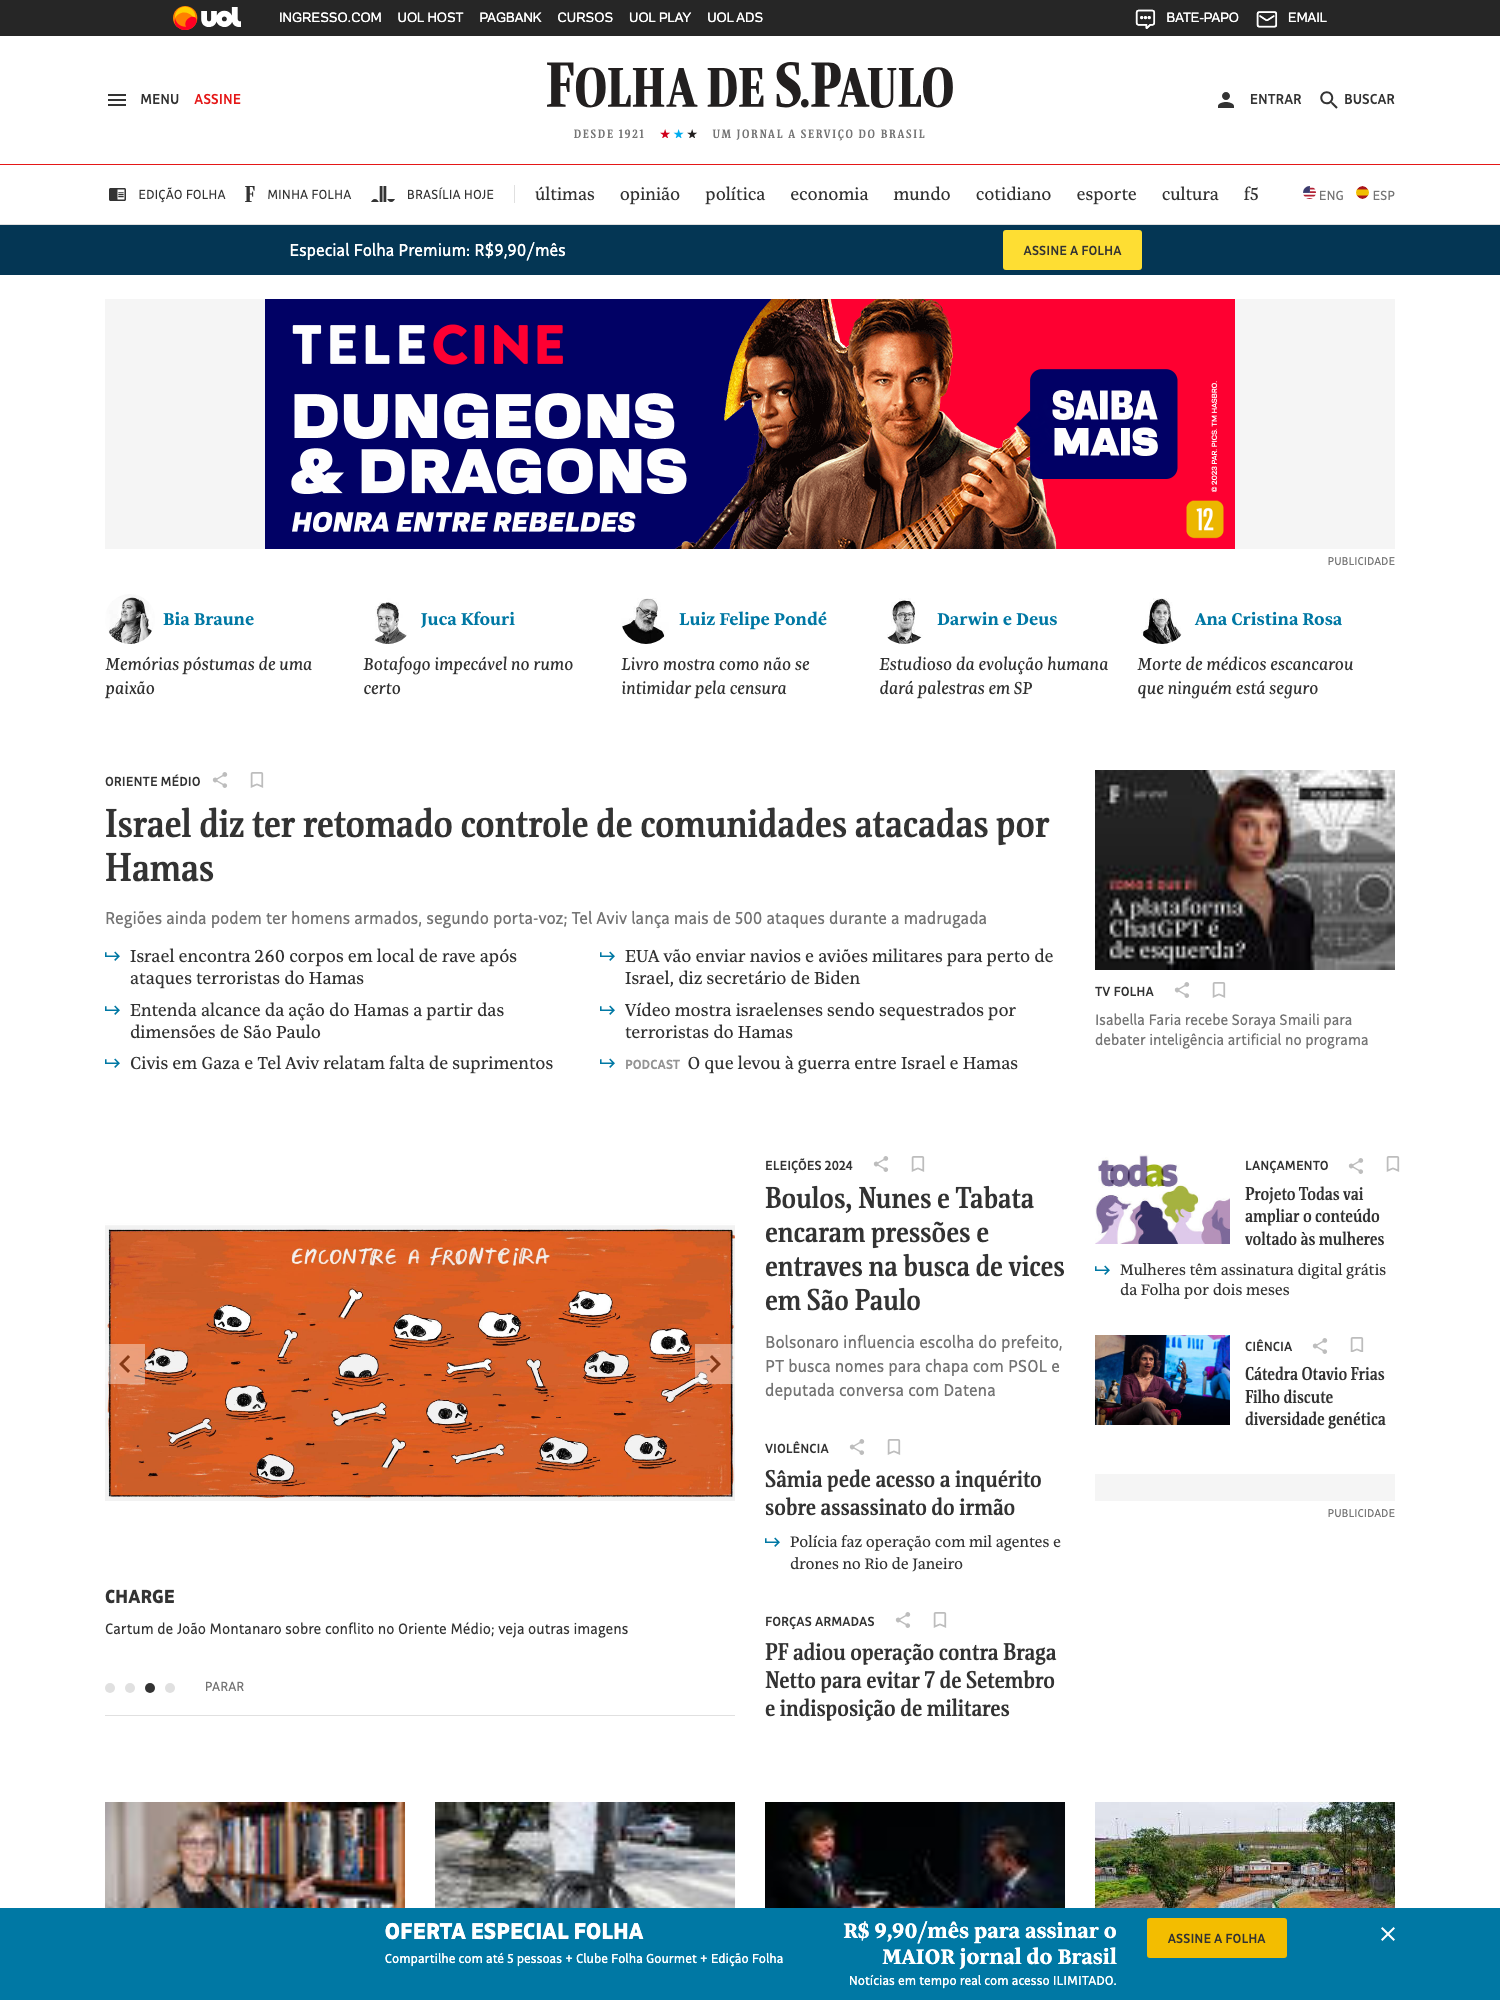 uol INGRESSO.COM UOL HOST PAGBANK CURSOS UOL PLAY UOL ADS BATE-PAPO EMAIL
MENU ASSINE FOLHA DE S.PAULO ENTRAR BUSCAR
DESDE 1921 ★★★ UM JORNAL A SERVIÇO DO BRASIL
EDIÇÃO FOLHA F MINHA FOLHA BRASÍLIA HOJE últimas opinião política economia mundo cotidiano esporte cultura f5 ENG ESP
Especial Folha Premium: R$9,90/mês ASSINE A FOLHA
TELECINE
DUNGEONS
& DRAGONS
HONRA ENTRE REBELDES
SAIBA
MAIS
© 2023 PAR. PICS. TM HASBRO.
12
PUBLICIDADE
Bia Braune
Memórias póstumas de uma
paixão
Juca Kfouri
Botafogo impecável no rumo
certo
Luiz Felipe Pondé
Livro mostra como não se
intimidar pela censura
Darwin e Deus
Estudioso da evolução humana
dará palestras em SP
Ana Cristina Rosa
Morte de médicos escancarou
que ninguém está seguro
ORIENTE MÉDIO
Israel diz ter retomado controle de comunidades atacadas por
Hamas
Regiões ainda podem ter homens armados, segundo porta-voz; Tel Aviv lança mais de 500 ataques durante a madrugada
Israel encontra 260 corpos em local de rave após
ataques terroristas do Hamas
Entenda alcance da ação do Hamas a partir das
dimensões de São Paulo
Civis em Gaza e Tel Aviv relatam falta de suprimentos
EUA vão enviar navios e aviões militares para perto de
Israel, diz secretário de Biden
Vídeo mostra israelenses sendo sequestrados por
terroristas do Hamas
PODCAST O que levou à guerra entre Israel e Hamas
F
COMO É QUE É?
A plataforma
ChatGPT é
de esquerda?
TV FOLHA
Isabella Faria recebe Soraya Smaili para
debater inteligência artificial no programa
ENCONTRE A FRONTEIRA
CHARGE
Cartum de João Montanaro sobre conflito no Oriente Médio; veja outras imagens
PARAR
ELEIÇÕES 2024
Boulos, Nunes e Tabata
encaram pressões e
entraves na busca de vices
em São Paulo
Bolsonaro influencia escolha do prefeito,
PT busca nomes para chapa com PSOL e
deputada conversa com Datena
VIOLÊNCIA
Sâmia pede acesso a inquérito
sobre assassinato do irmão
Polícia faz operação com mil agentes e
drones no Rio de Janeiro
FORÇAS ARMADAS
PF adiou operação contra Braga
Netto para evitar 7 de Setembro
e indisposição de militares
todas
LANÇAMENTO
Projeto Todas vai
ampliar o conteúdo
voltado às mulheres
Mulheres têm assinatura digital grátis
da Folha por dois meses
CIÊNCIA
Cátedra Otavio Frias
Filho discute
diversidade genética
PUBLICIDADE
OFERTA ESPECIAL FOLHA
Compartilhe com até 5 pessoas + Clube Folha Gourmet + Edição Folha
R$ 9,90/mês para assinar o
MAIOR jornal do Brasil
Notícias em tempo real com acesso ILIMITADO.
ASSINE A FOLHA